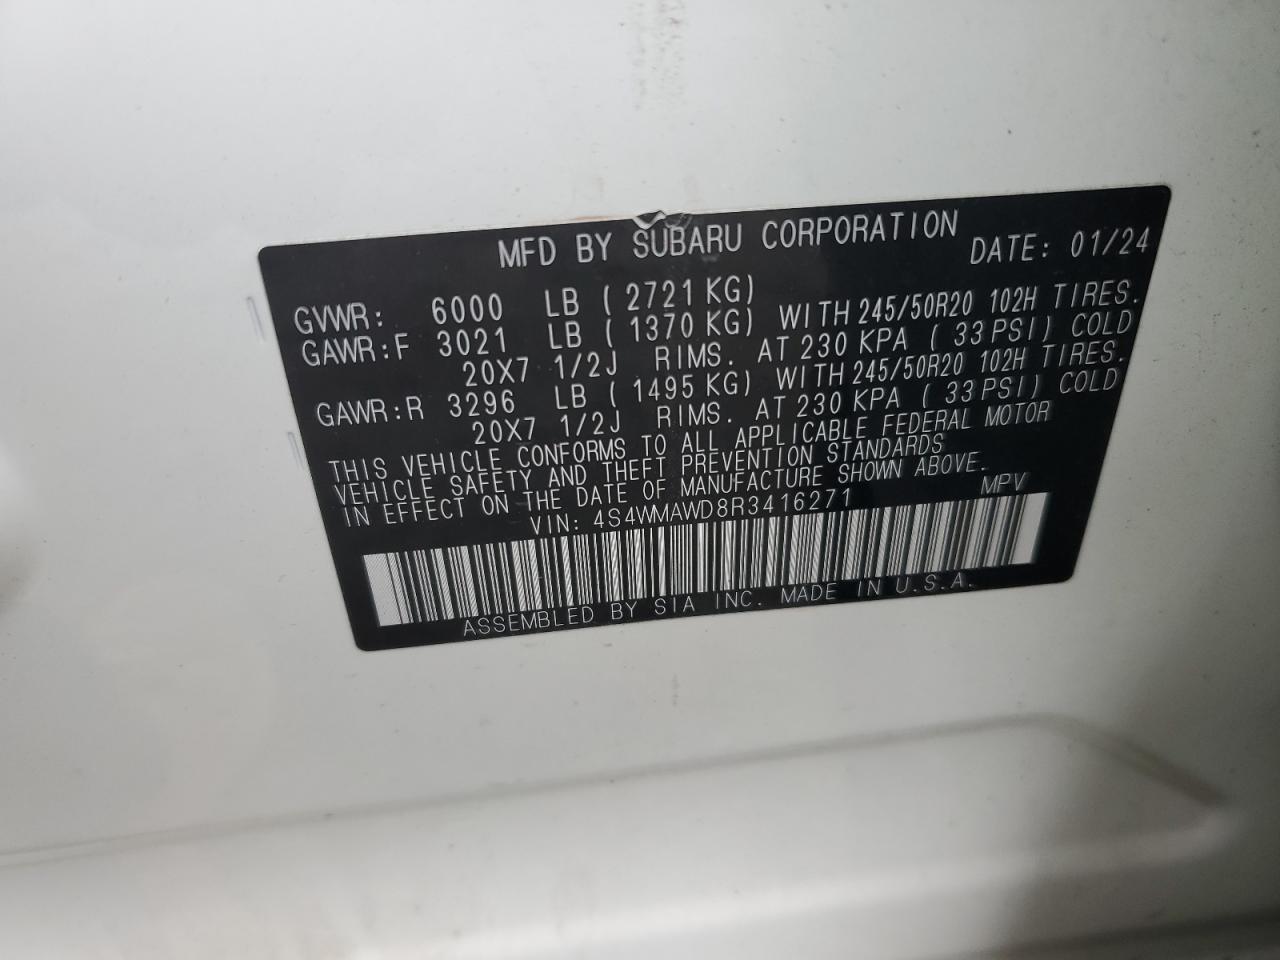 MFD BY SUBARU CORPORATION DATE: 01/24
GVWR: 6000 LB ( 2721 KG)
GAWR:F 3021 LB ( 1370 KG) WITH 245/50R20 102H TIRES.
20X7 1/2J RIMS. AT 230 KPA ( 33 PSI) COLD
GAWR:R 3296 LB ( 1495 KG) WITH 245/50R20 102H TIRES.
20X7 1/2J RIMS. AT 230 KPA ( 33 PSI) COLD
THIS VEHICLE CONFORMS TO ALL APPLICABLE FEDERAL MOTOR
VEHICLE SAFETY AND THEFT PREVENTION STANDARDS
IN EFFECT ON THE DATE OF MANUFACTURE SHOWN ABOVE.
VIN: 4S4WMAWD8R3416271 MPV
ASSEMBLED BY SIA INC. MADE IN U.S.A.